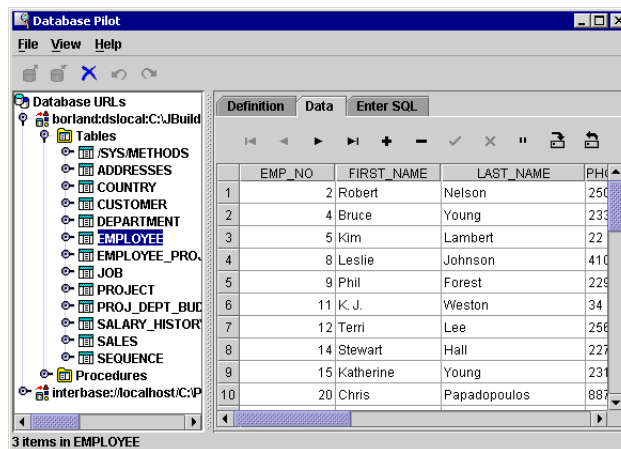 Database Pilot
File View Help
Database URLs
borland:dslocal:C:\JBuild
Tables
/SYS/METHODS
ADDRESSES
COUNTRY
CUSTOMER
DEPARTMENT
EMPLOYEE
EMPLOYEE_PROJ
JOB
PROJECT
PROJ_DEPT_BUD
SALARY_HISTORY
SALES
SEQUENCE
Procedures
interbase://localhost/C:\P
Definition Data Enter SQL
EMP_NO FIRST_NAME LAST_NAME PHO
1 2 Robert Nelson 250
2 4 Bruce Young 233
3 5 Kim Lambert 22
4 8 Leslie Johnson 410
5 9 Phil Forest 229
6 11 K. J. Weston 34
7 12 Terri Lee 256
8 14 Stewart Hall 227
9 15 Katherine Young 231
10 20 Chris Papadopoulos 887
3 items in EMPLOYEE